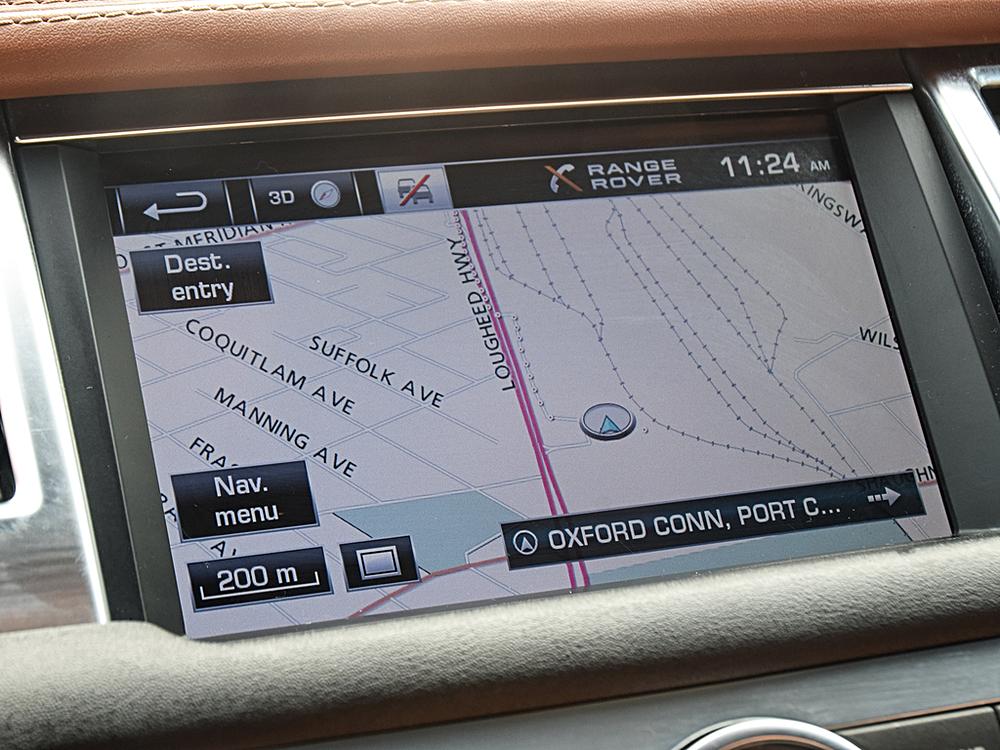 3D
RANGE
ROVER
11:24 AM
MERIDIAN
Dest.
entry
LOUGHEED HWY
COQUITLAM AVE
SUFFOLK AVE
MANNING AVE
Nav.
menu
OXFORD CONN, PORT C...
200 m